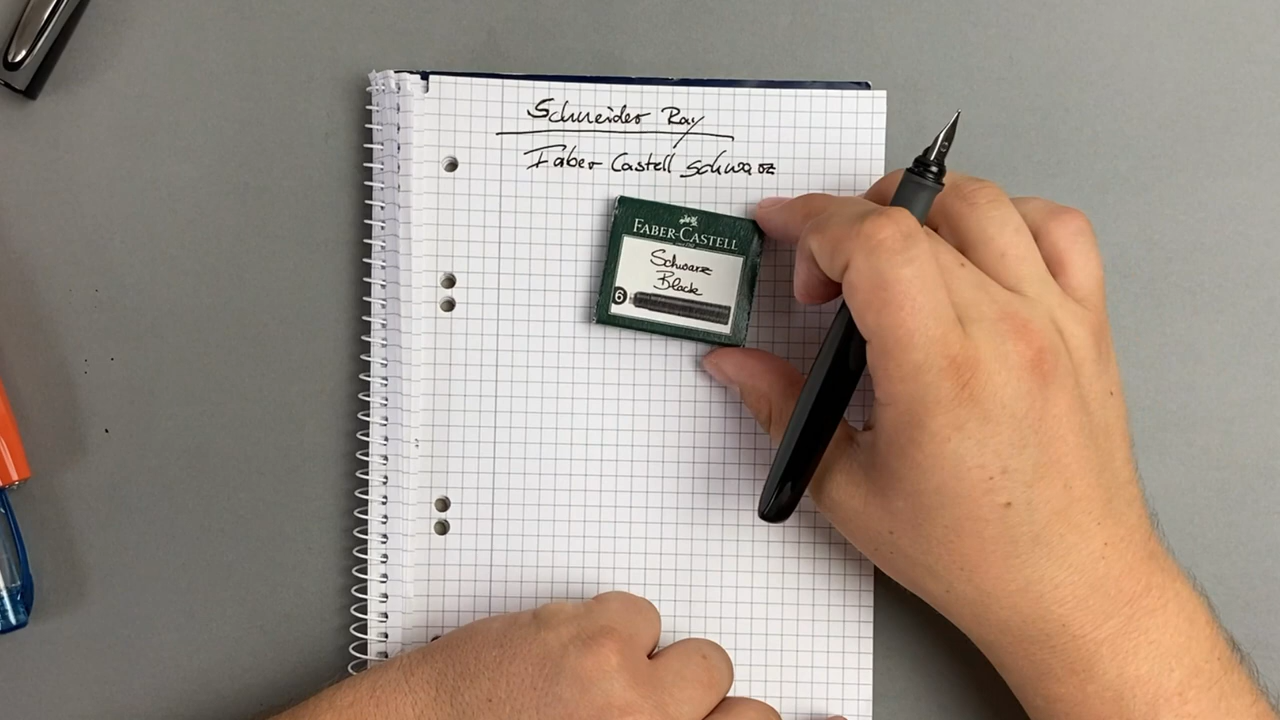 Schneider Ray
Faber Castell schwarz
FABER-CASTELL
Schwarz
Black
6